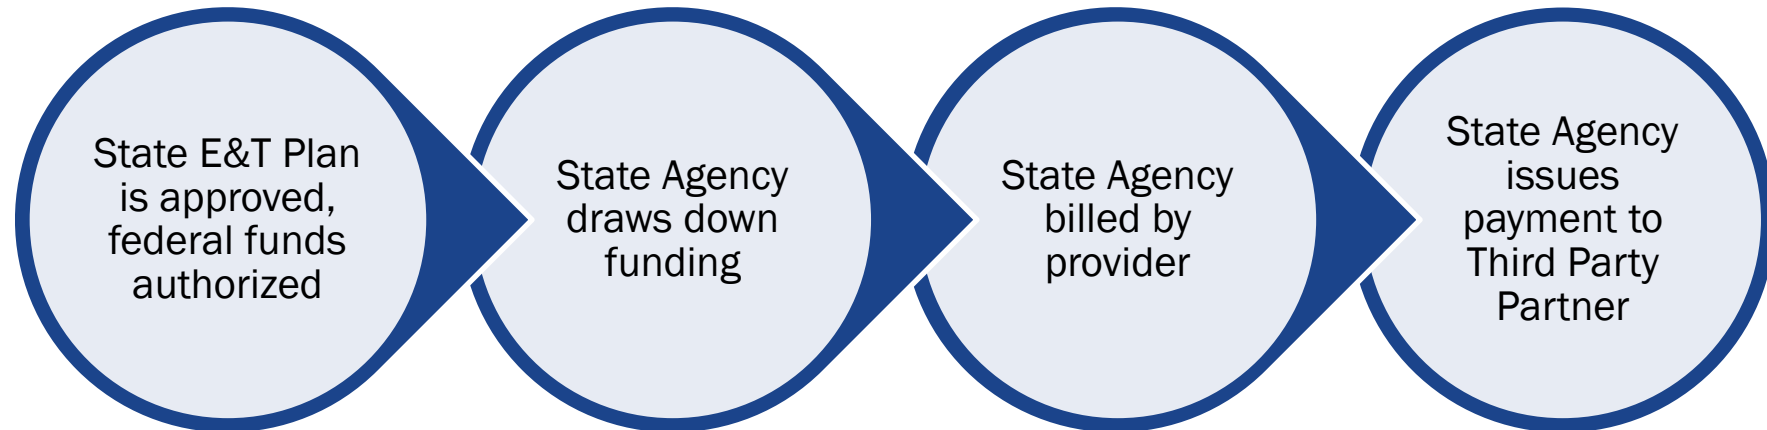 State E&T Plan
is approved,
federal funds
authorized
State Agency
draws down
funding
State Agency
billed by
provider
State Agency
issues
payment to
Third Party
Partner